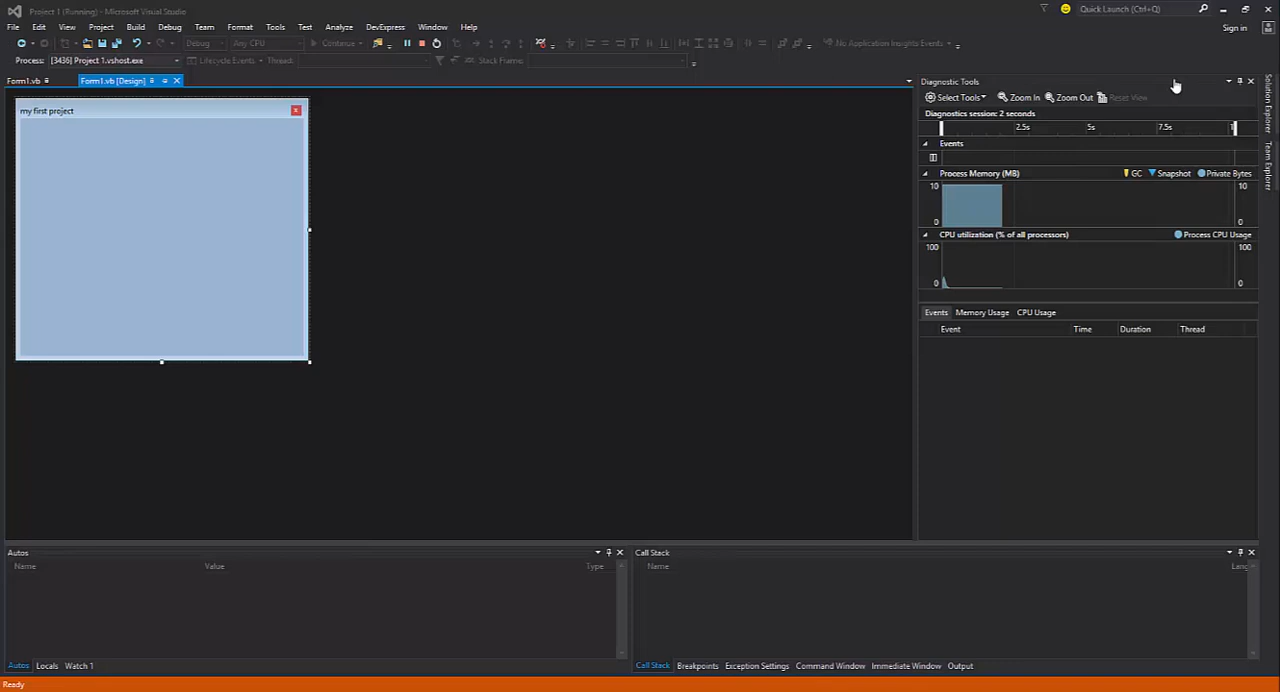 Project 1 (Running) - Microsoft Visual Studio
Quick Launch (Ctrl+Q)
File Edit View Project Build Debug Team Format Tools Test Analyze DevExpress Window Help
Sign in
Debug Any CPU Continue No Application Insights Events
Process: [3436] Project 1.vshost.exe Lifecycle Events Thread: Stack Frame:
Form1.vb Form1.vb [Design]
Diagnostic Tools
my first project
Select Tools Zoom In Zoom Out Reset View
Diagnostics session: 2 seconds
2.5s 5s 7.5s 1
Events
Process Memory (MB) GC Snapshot Private Bytes
10 10
0 0
CPU utilization (% of all processors) Process CPU Usage
100 100
0 0
Events Memory Usage CPU Usage
Event Time Duration Thread
Solution Explorer
Team Explorer
Autos
Name Value Type
Call Stack
Name Lang
Autos Locals Watch 1
Call Stack Breakpoints Exception Settings Command Window Immediate Window Output
Ready